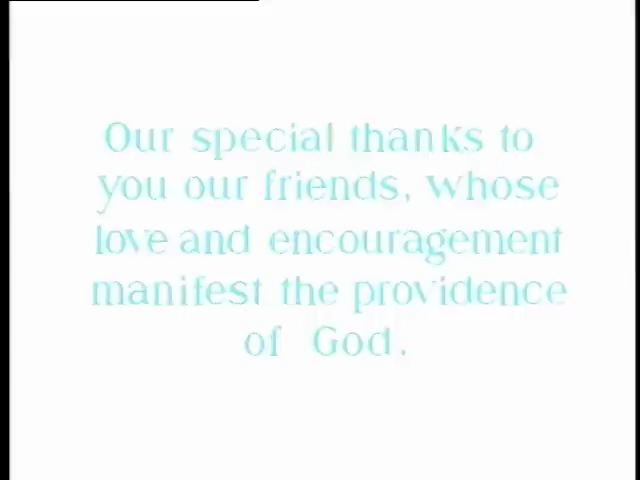 Our special thanks to
you our friends, whose
love and encouragement
manifest the providence
of God.